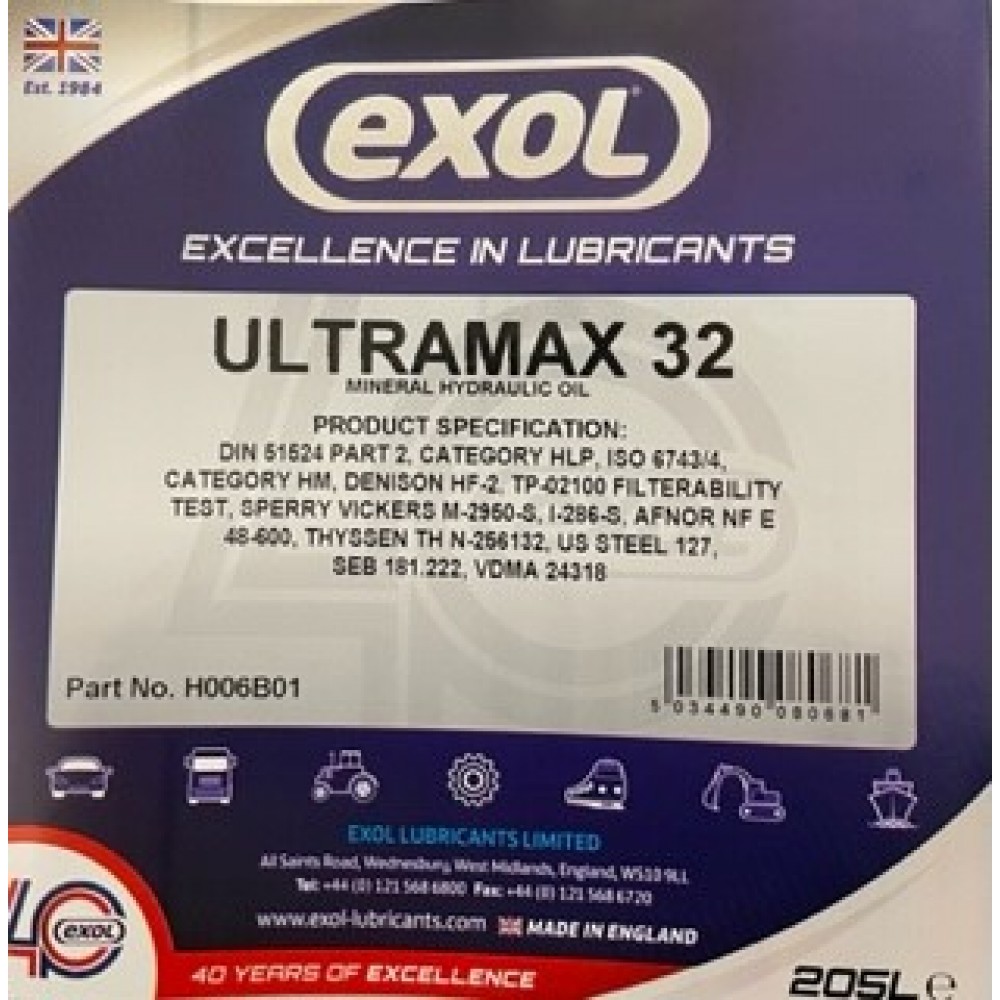 Est. 1984
exol
EXCELLENCE IN LUBRICANTS
ULTRAMAX 32
MINERAL HYDRAULIC OIL
PRODUCT SPECIFICATION:
DIN 51524 PART 2, CATEGORY HLP, ISO 6743/4,
CATEGORY HM, DENISON HF-2, TP-02100 FILTERABILITY
TEST, SPERRY VICKERS M-2950-S, I-286-S, AFNOR NF E
48-600, THYSSEN TH N-256132, US STEEL 127,
SEB 181.222, VDMA 24318
Part No. H006B01
5 034490 080681
EXOL LUBRICANTS LIMITED
All Saints Road, Wednesbury, West Midlands, England, WS10 9LL
Tel: +44 (0) 121 568 6800 Fax: +44 (0) 121 568 6720
www.exol-lubricants.com MADE IN ENGLAND
40
exol
40 YEARS OF EXCELLENCE
205L e